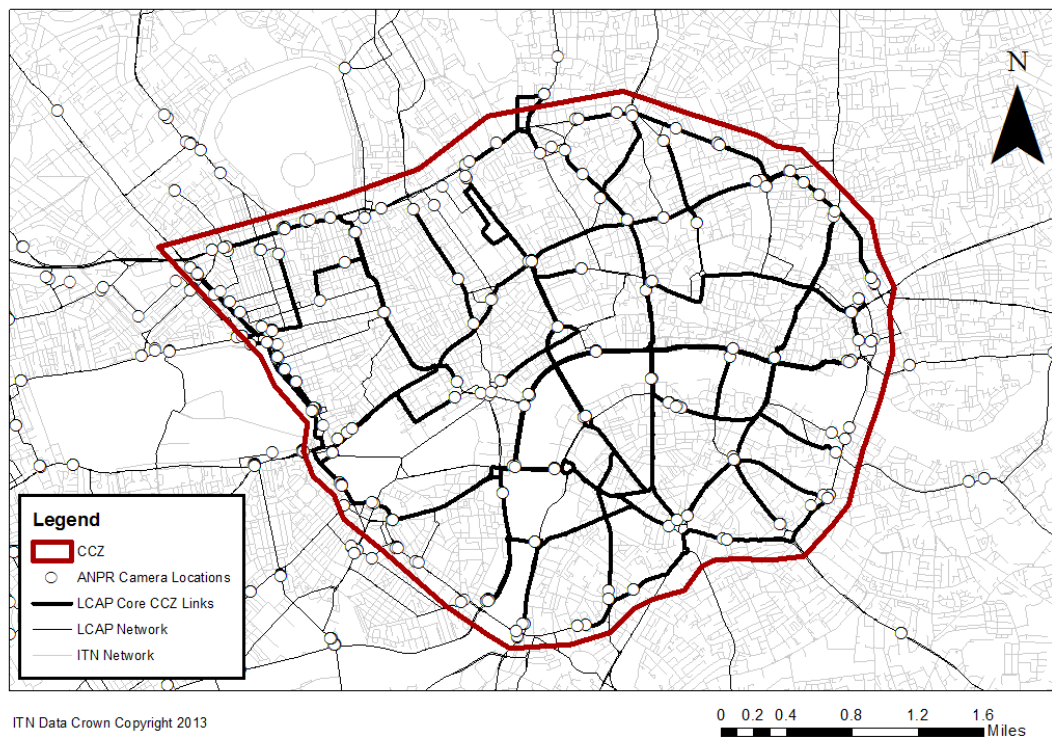 N
Legend
CCZ
ANPR Camera Locations
LCAP Core CCZ Links
LCAP Network
ITN Network
ITN Data Crown Copyright 2013
0 0.2 0.4 0.8 1.2 1.6
Miles